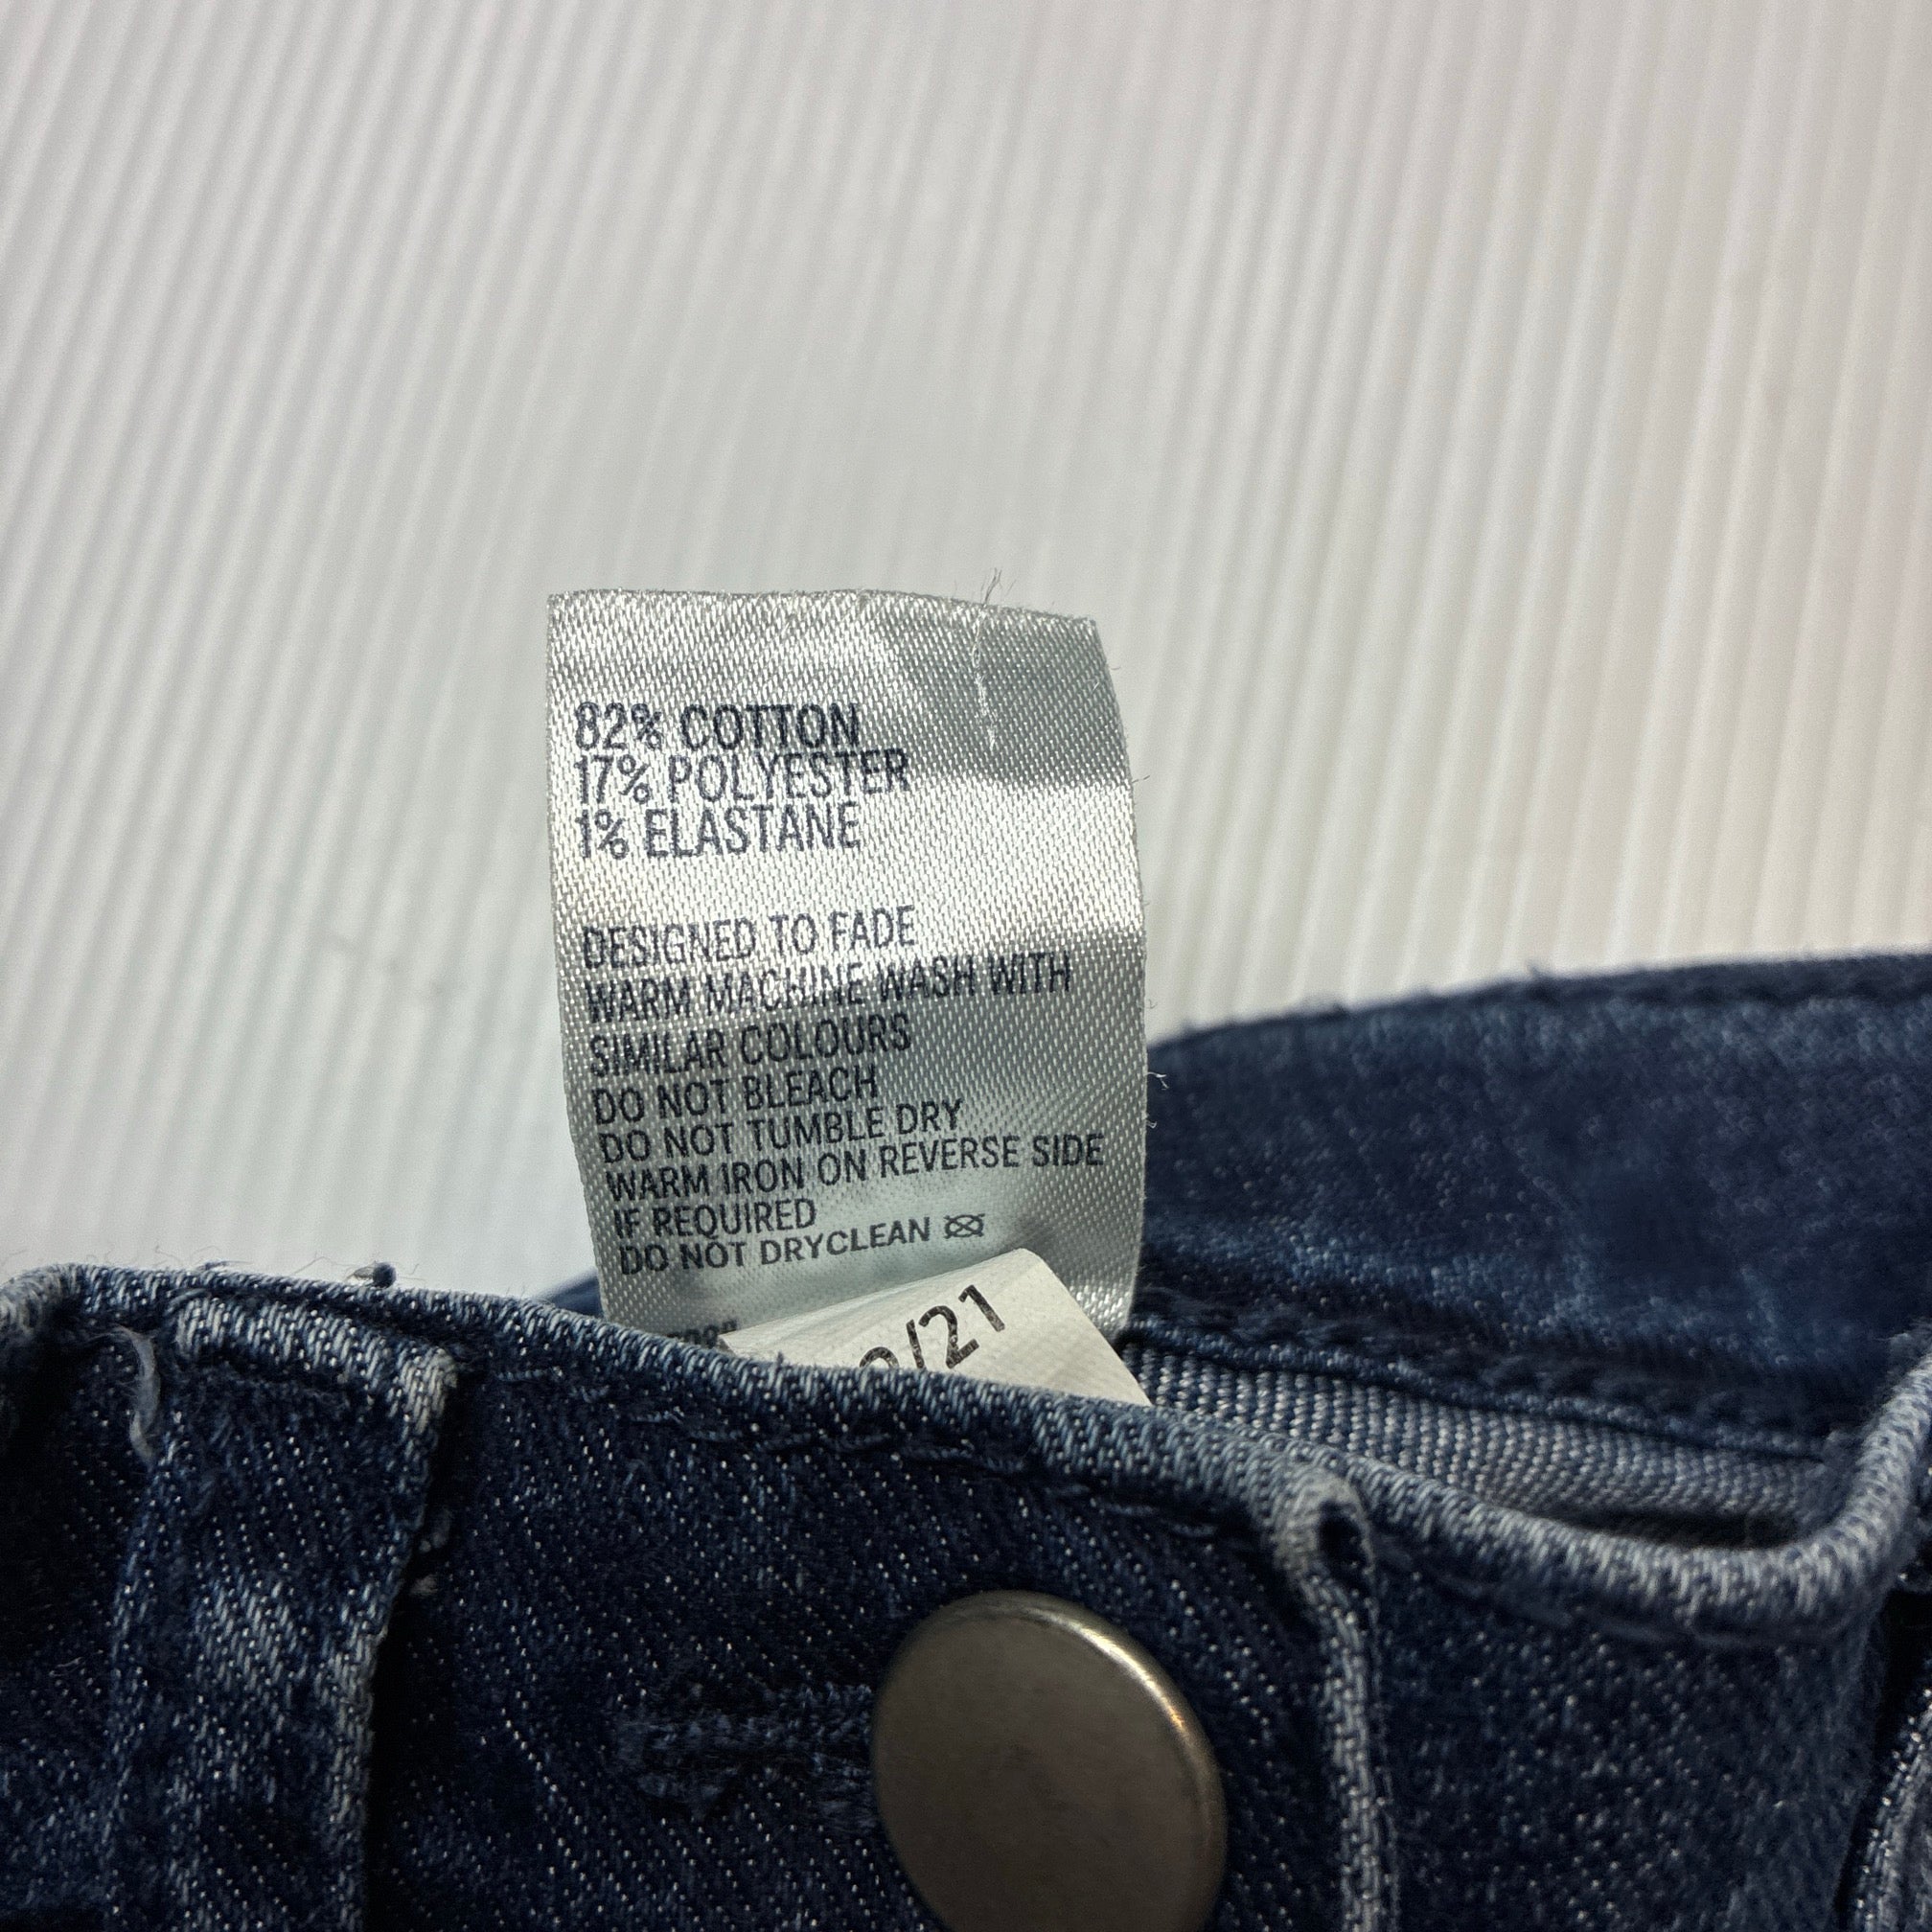 82% COTTON
17% POLYESTER
1% ELASTANE
DESIGNED TO FADE
WARM MACHINE WASH WITH
SIMILAR COLOURS
DO NOT BLEACH
DO NOT TUMBLE DRY
WARM IRON ON REVERSE SIDE
IF REQUIRED
DO NOT DRYCLEAN
/21